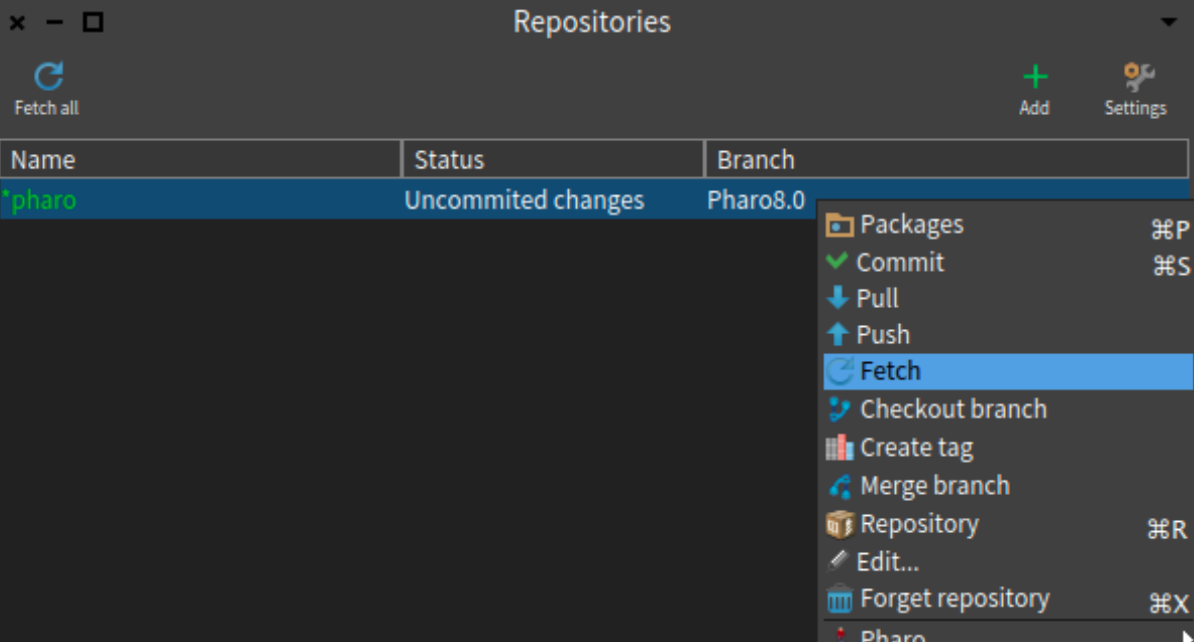 Repositories
Fetch all
Add
Settings
Name Status Branch
*pharo Uncommited changes Pharo8.0
Packages ⌘P
Commit ⌘S
Pull
Push
Fetch
Checkout branch
Create tag
Merge branch
Repository ⌘R
Edit...
Forget repository ⌘X
Pharo